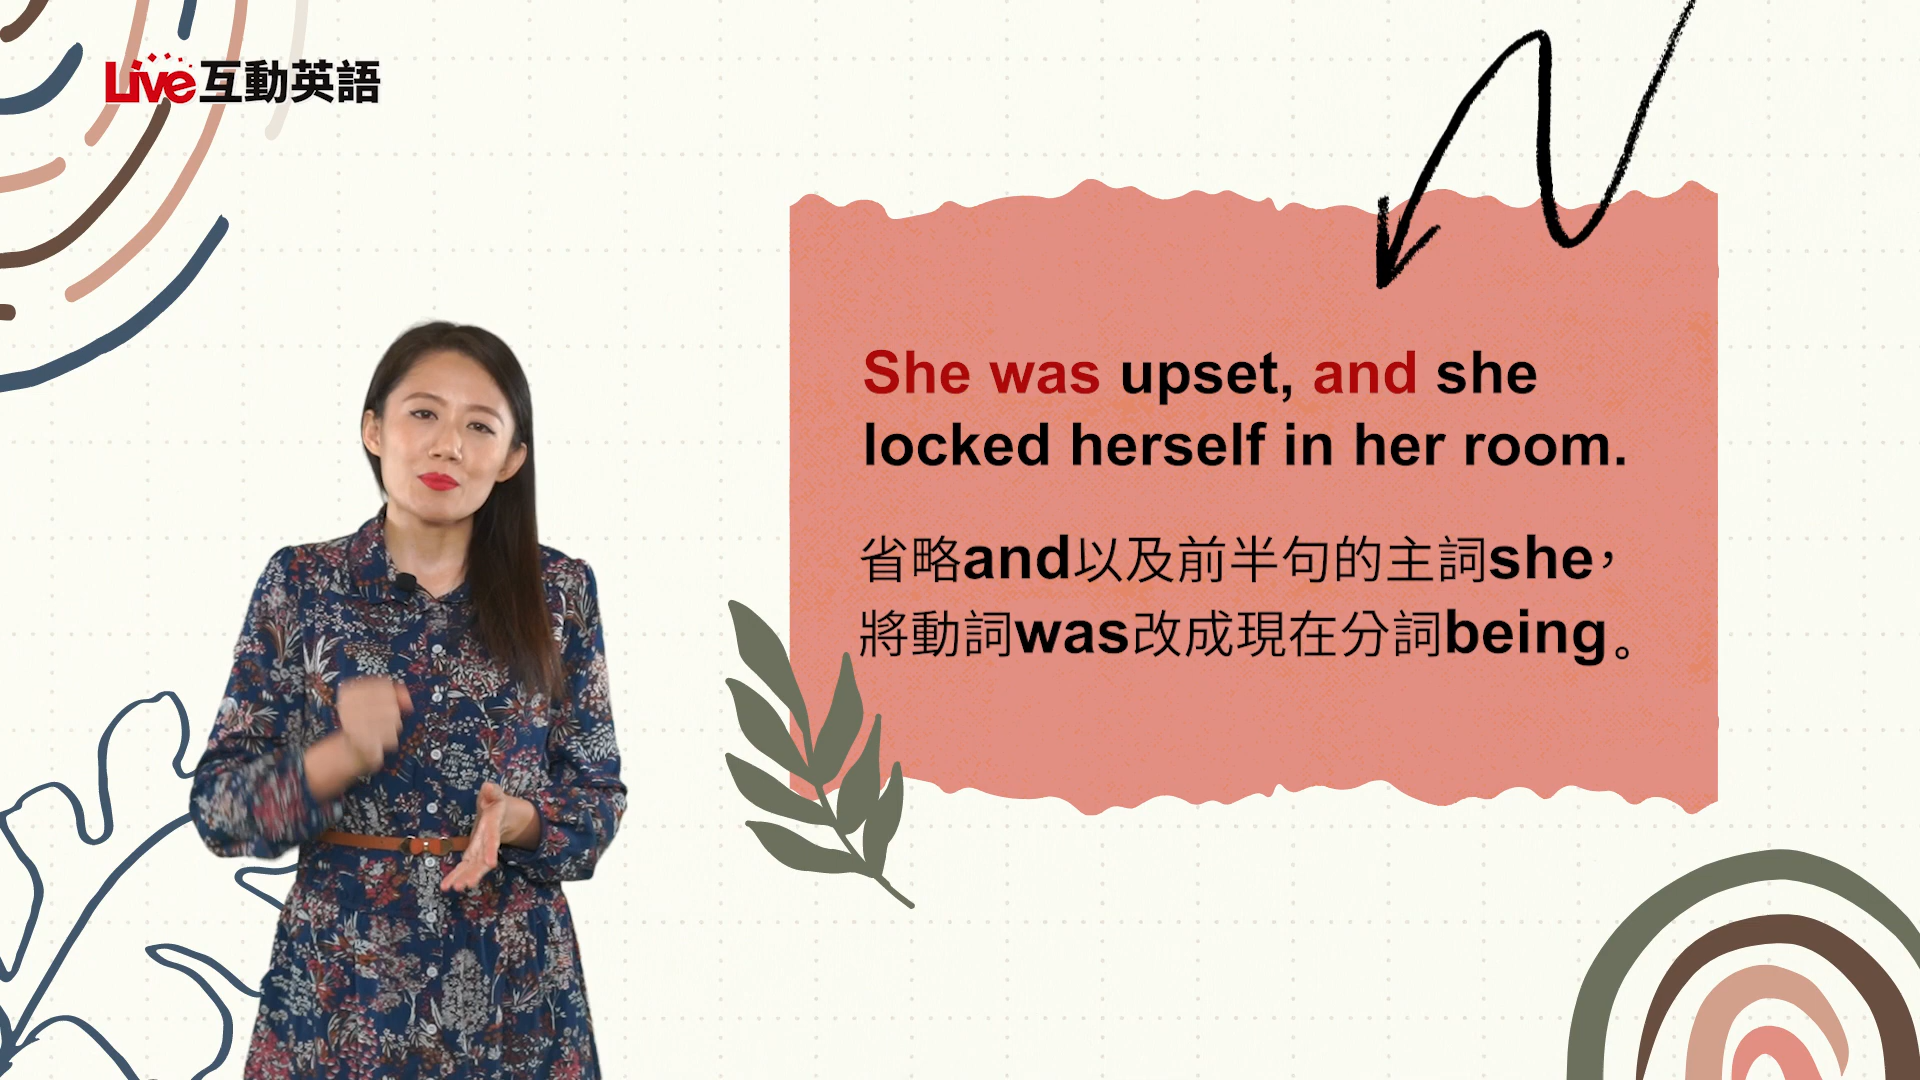 Live互動英語
She was upset, and she
locked herself in her room.
省略and以及前半句的主詞she，
將動詞was改成現在分詞being。